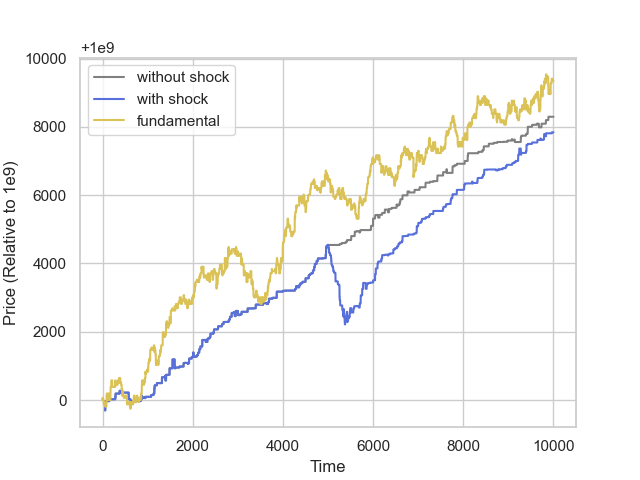 +1e9
10000
8000
6000
4000
2000
0
Price (Relative to 1e9)
without shock
with shock
fundamental
0 2000 4000 6000 8000 10000
Time